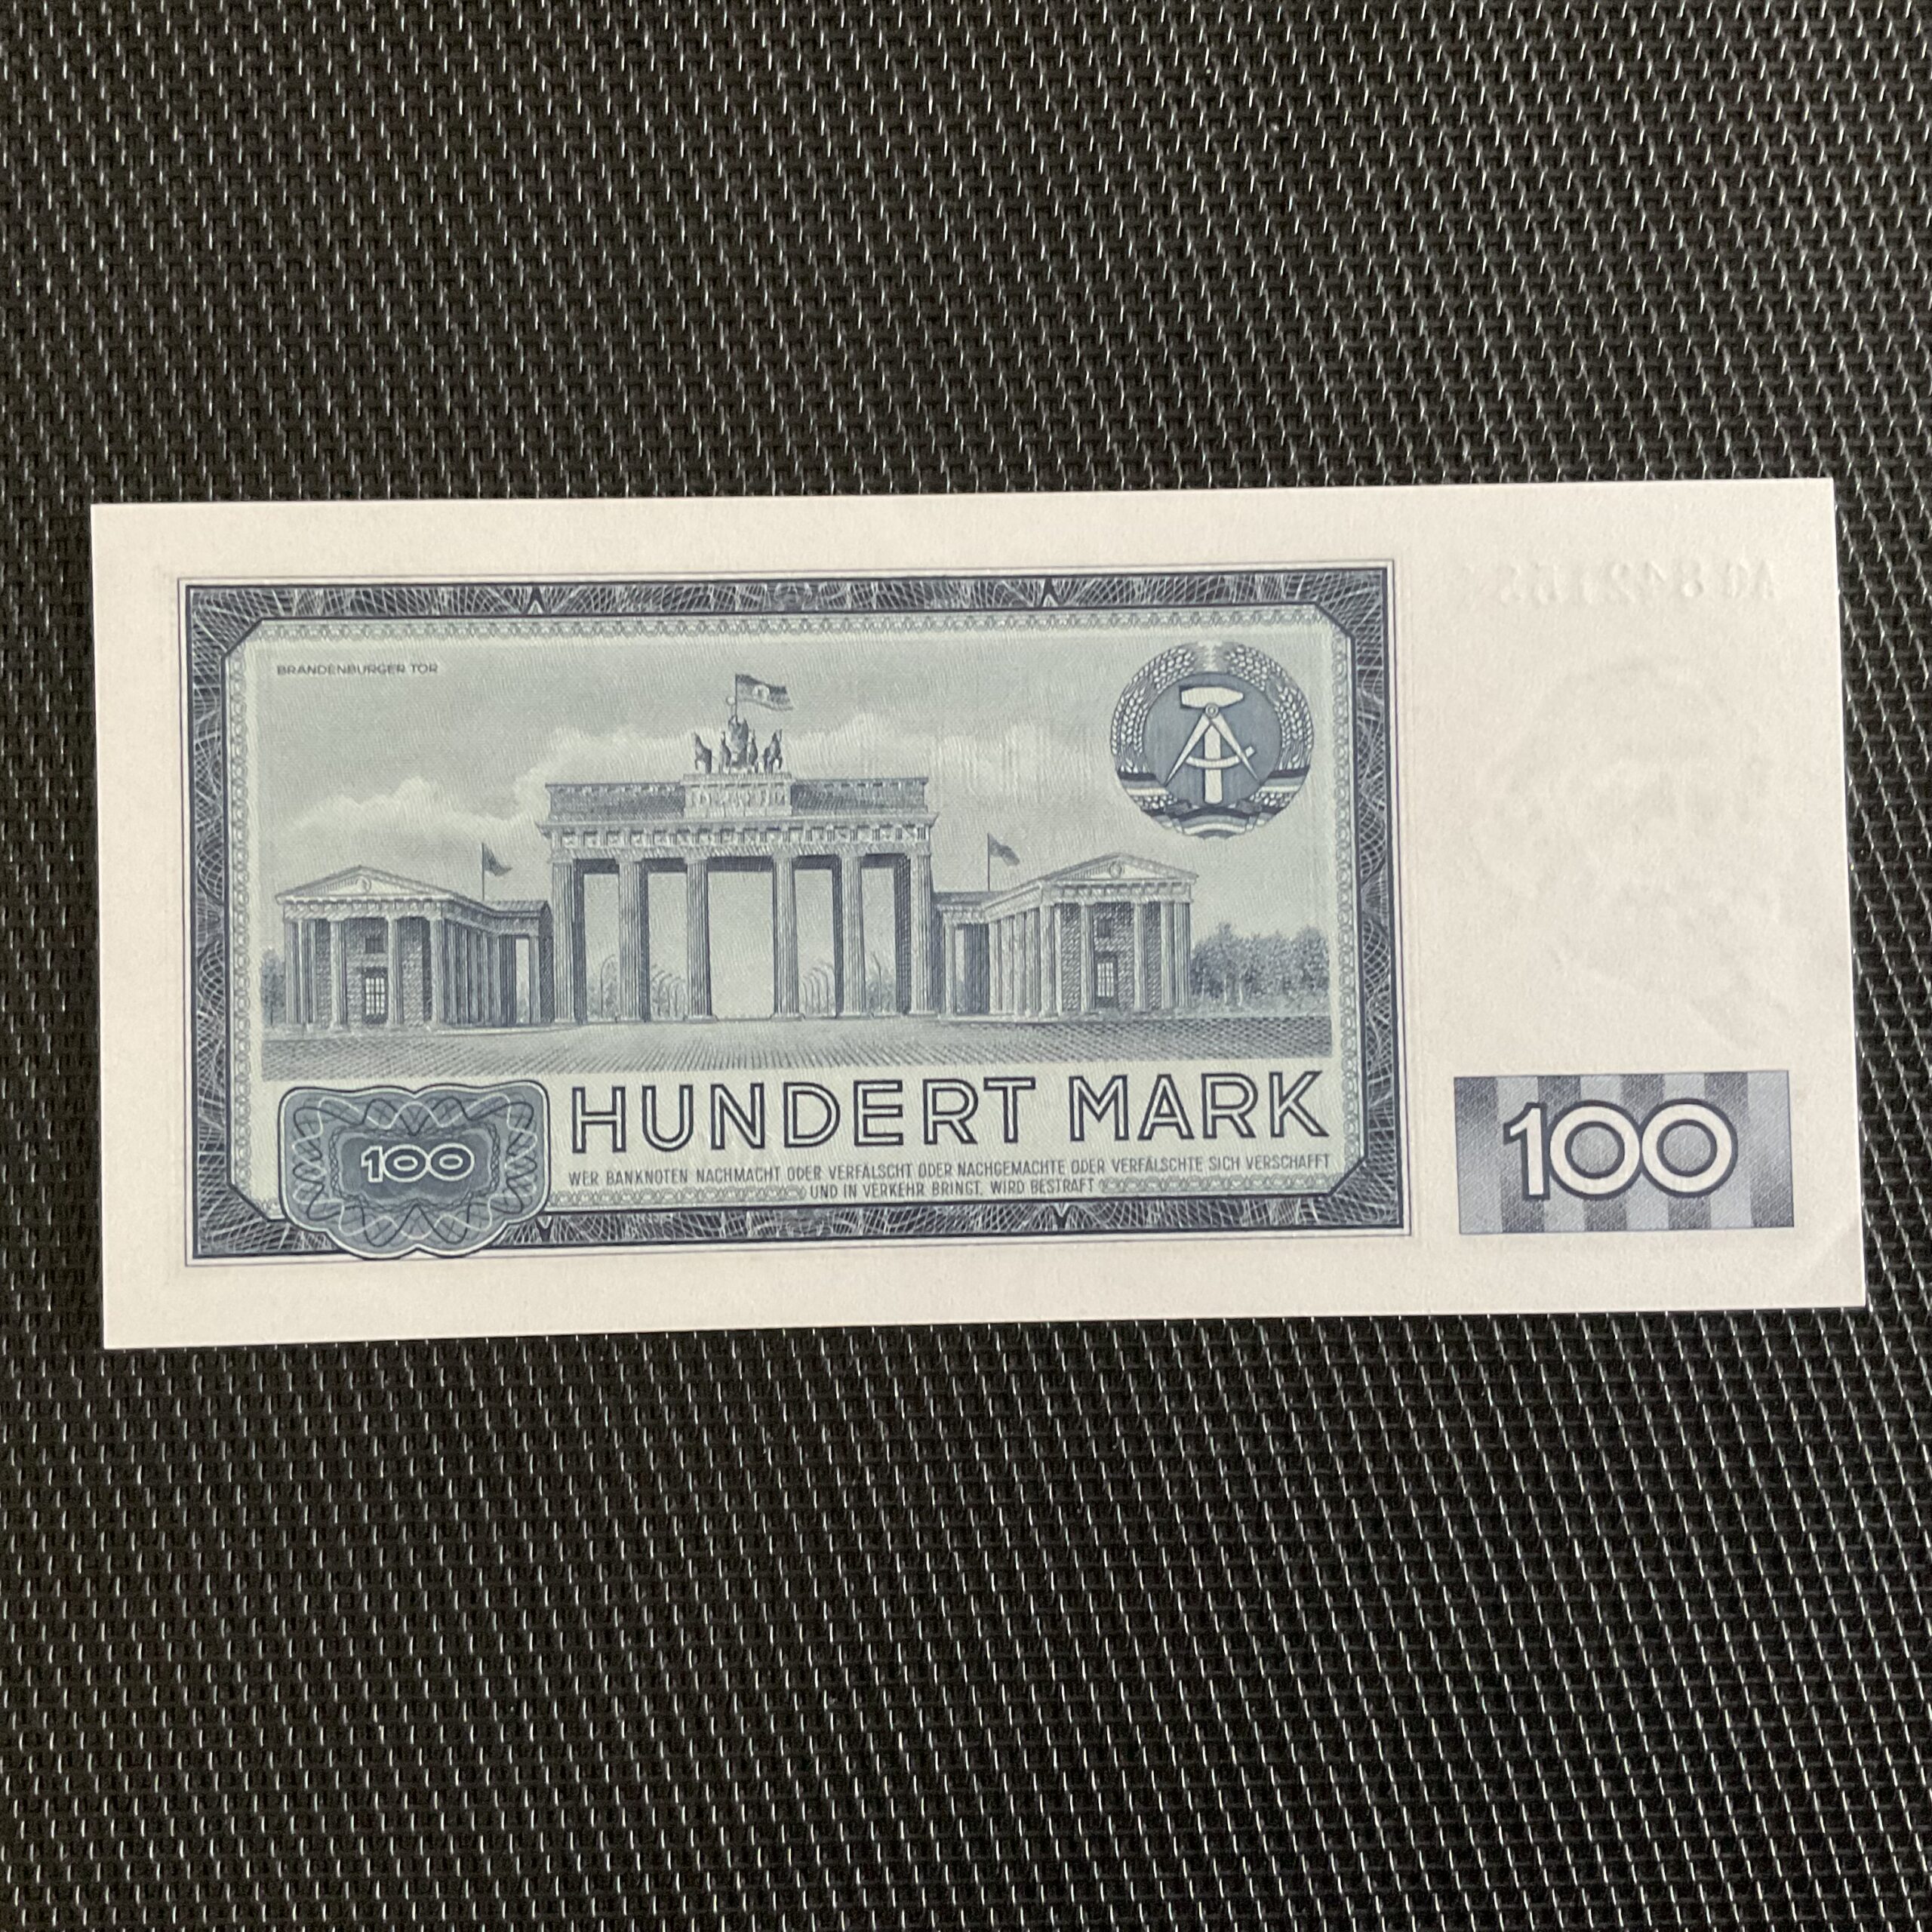 BRANDENBURGER TOR
HUNDERT MARK
100
WER BANKNOTEN NACHMACHT ODER VERFÄLSCHT ODER NACHGEMACHTE ODER VERFÄLSCHTE SICH VERSCHAFFT
UND IN VERKEHR BRINGT, WIRD BESTRAFT
100